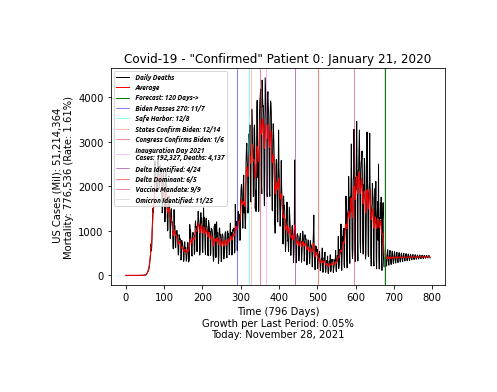 Covid-19 - "Confirmed" Patient 0: January 21, 2020
US Cases (Mil): 51,214,364
Mortality: 776,536 (Rate: 1.61%)
4000
3000
2000
1000
0
Daily Deaths
Average
Forecast: 120 Days->
Biden Passes 270: 11/7
Safe Harbor: 12/8
States Confirm Biden: 12/14
Congress Confirms Biden: 1/6
Inauguration Day 2021
Cases: 192,327, Deaths: 4,137
Delta Identified: 4/24
Delta Dominant: 6/5
Vaccine Mandate: 9/9
Omicron Identified: 11/25
0 100 200 300 400 500 600 700 800
Time (796 Days)
Growth per Last Period: 0.05%
Today: November 28, 2021